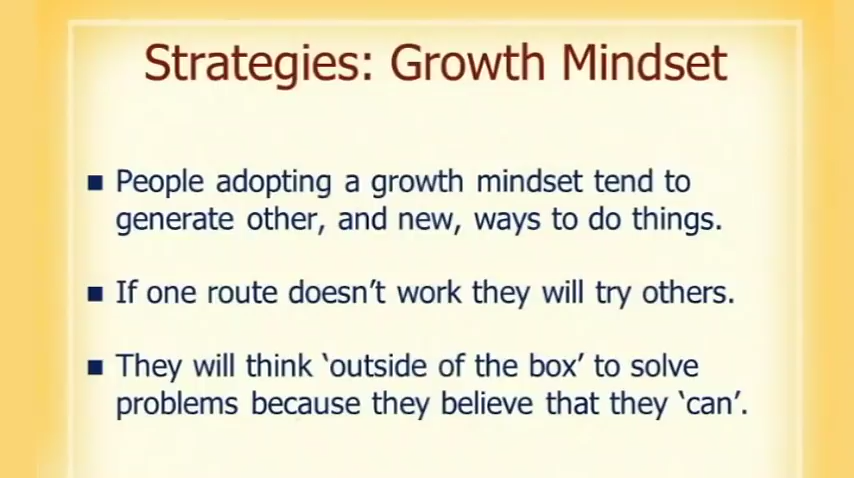 Strategies: Growth Mindset
■ People adopting a growth mindset tend to
generate other, and new, ways to do things.
■ If one route doesn’t work they will try others.
■ They will think ‘outside of the box’ to solve
problems because they believe that they ‘can’.